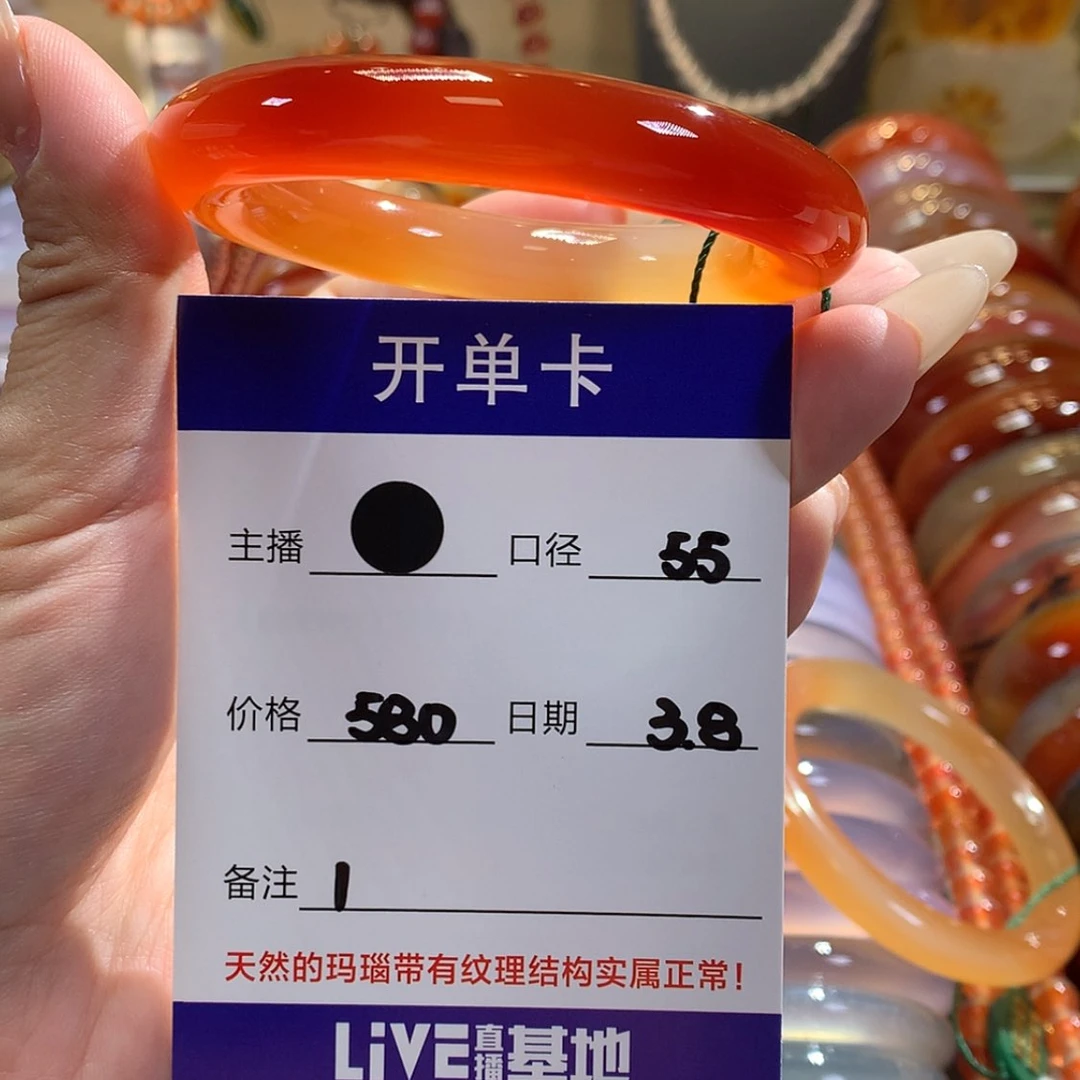 开单卡
主播 口径 55
价格 580 日期 3.8
备注 1
天然的玛瑙带有纹理结构实属正常！
LiVE直播基地